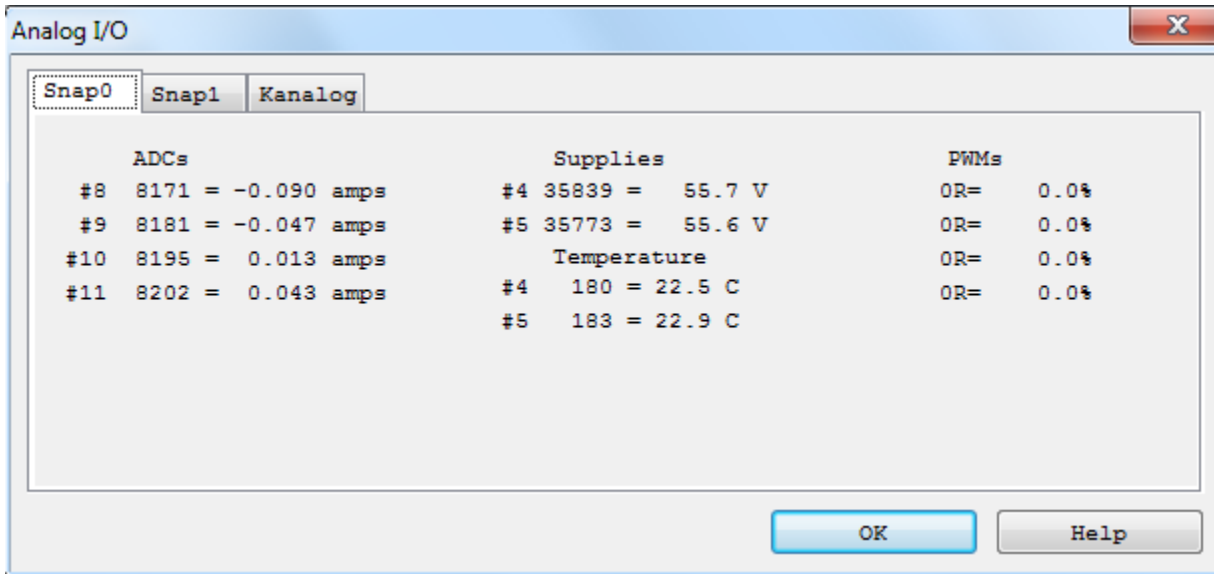 Analog I/O
Snap0 Snap1 Kanalog
ADCs Supplies PWMs
#8 8171 = -0.090 amps #4 35839 = 55.7 V 0R= 0.0%
#9 8181 = -0.047 amps #5 35773 = 55.6 V 0R= 0.0%
#10 8195 = 0.013 amps Temperature 0R= 0.0%
#11 8202 = 0.043 amps #4 180 = 22.5 C 0R= 0.0%
#5 183 = 22.9 C
OK Help